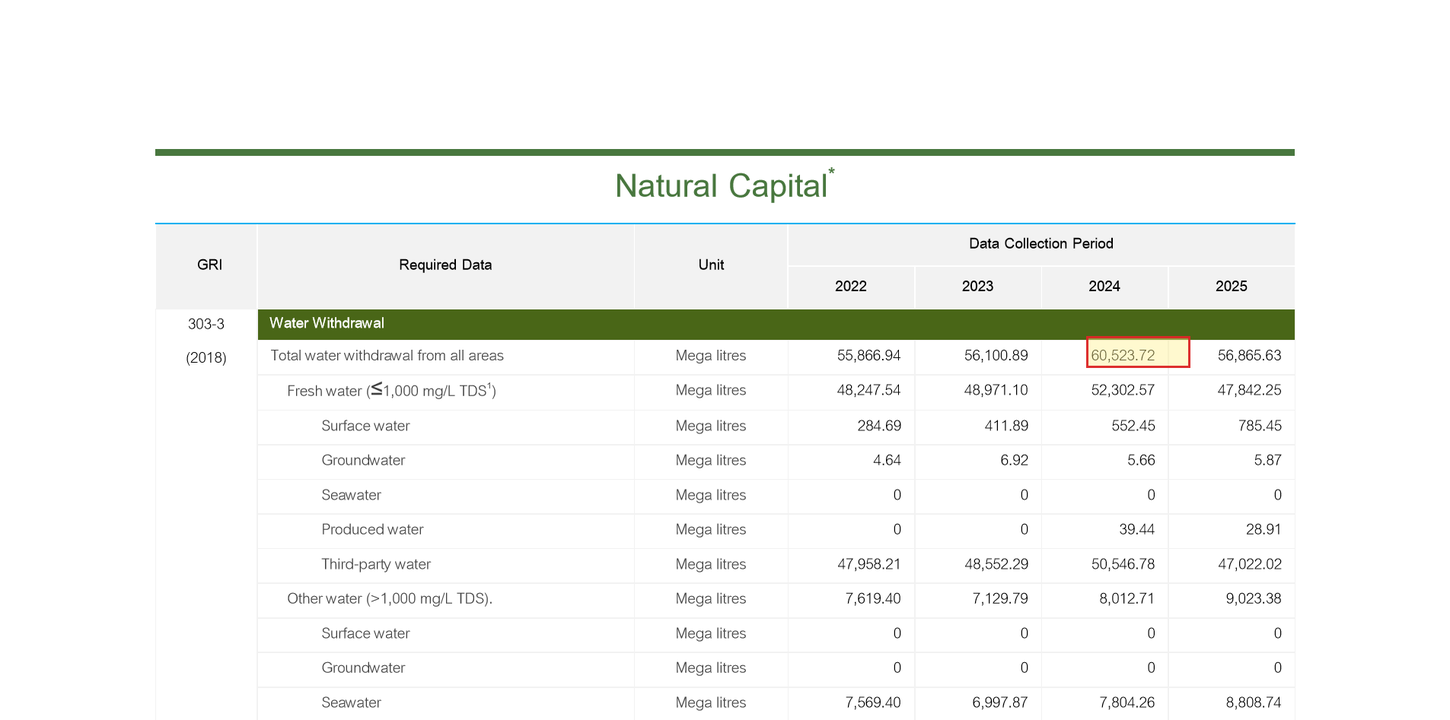 Natural Capital*
GRI Required Data Unit Data Collection Period
2022 2023 2024 2025
303-3 Water Withdrawal
(2018) Total water withdrawal from all areas Mega litres 55,866.94 56,100.89 60,523.72 56,865.63
Fresh water (≤1,000 mg/L TDS¹) Mega litres 48,247.54 48,971.10 52,302.57 47,842.25
Surface water Mega litres 284.69 411.89 552.45 785.45
Groundwater Mega litres 4.64 6.92 5.66 5.87
Seawater Mega litres 0 0 0 0
Produced water Mega litres 0 0 39.44 28.91
Third-party water Mega litres 47,958.21 48,552.29 50,546.78 47,022.02
Other water (>1,000 mg/L TDS). Mega litres 7,619.40 7,129.79 8,012.71 9,023.38
Surface water Mega litres 0 0 0 0
Groundwater Mega litres 0 0 0 0
Seawater Mega litres 7,569.40 6,997.87 7,804.26 8,808.74